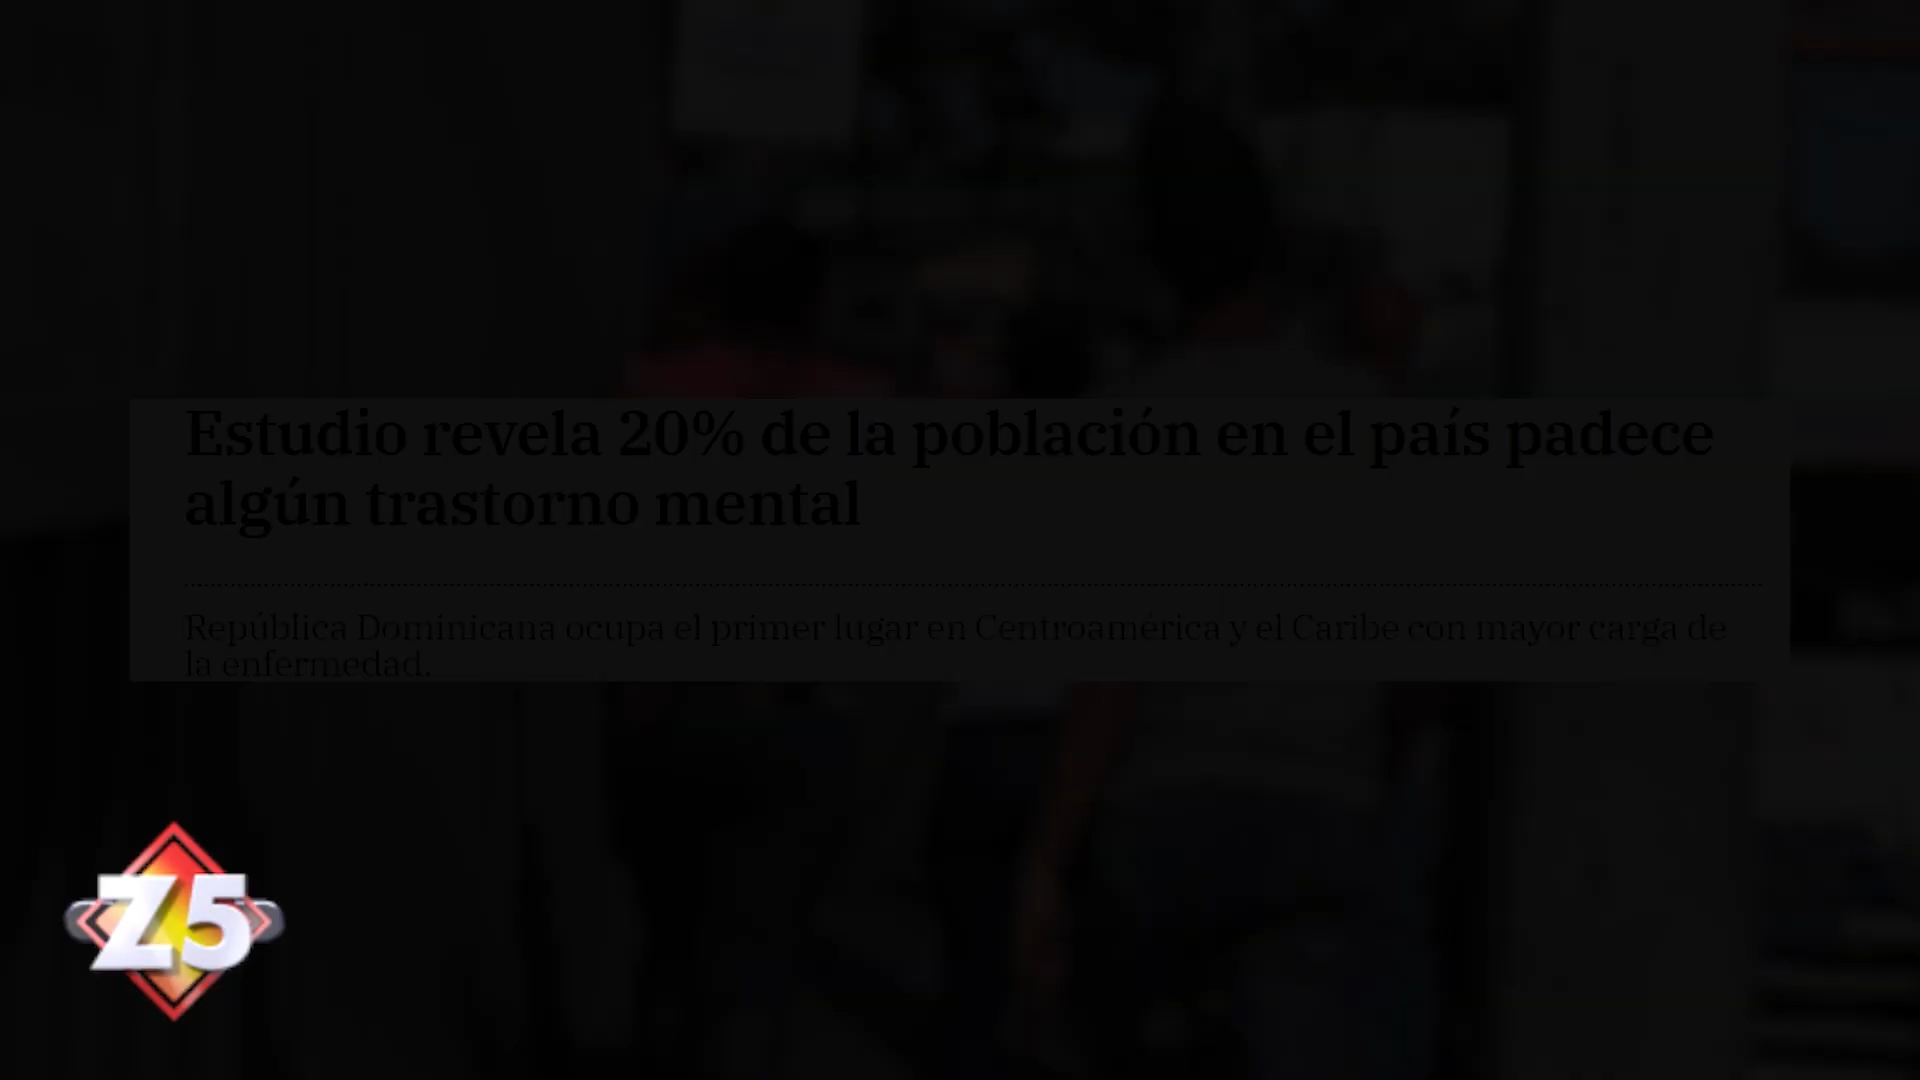 Estudio revela 20% de la población en el país padece
algún trastorno mental
República Dominicana ocupa el primer lugar en Centroamérica y el Caribe con mayor carga de
la enfermedad.
Z5